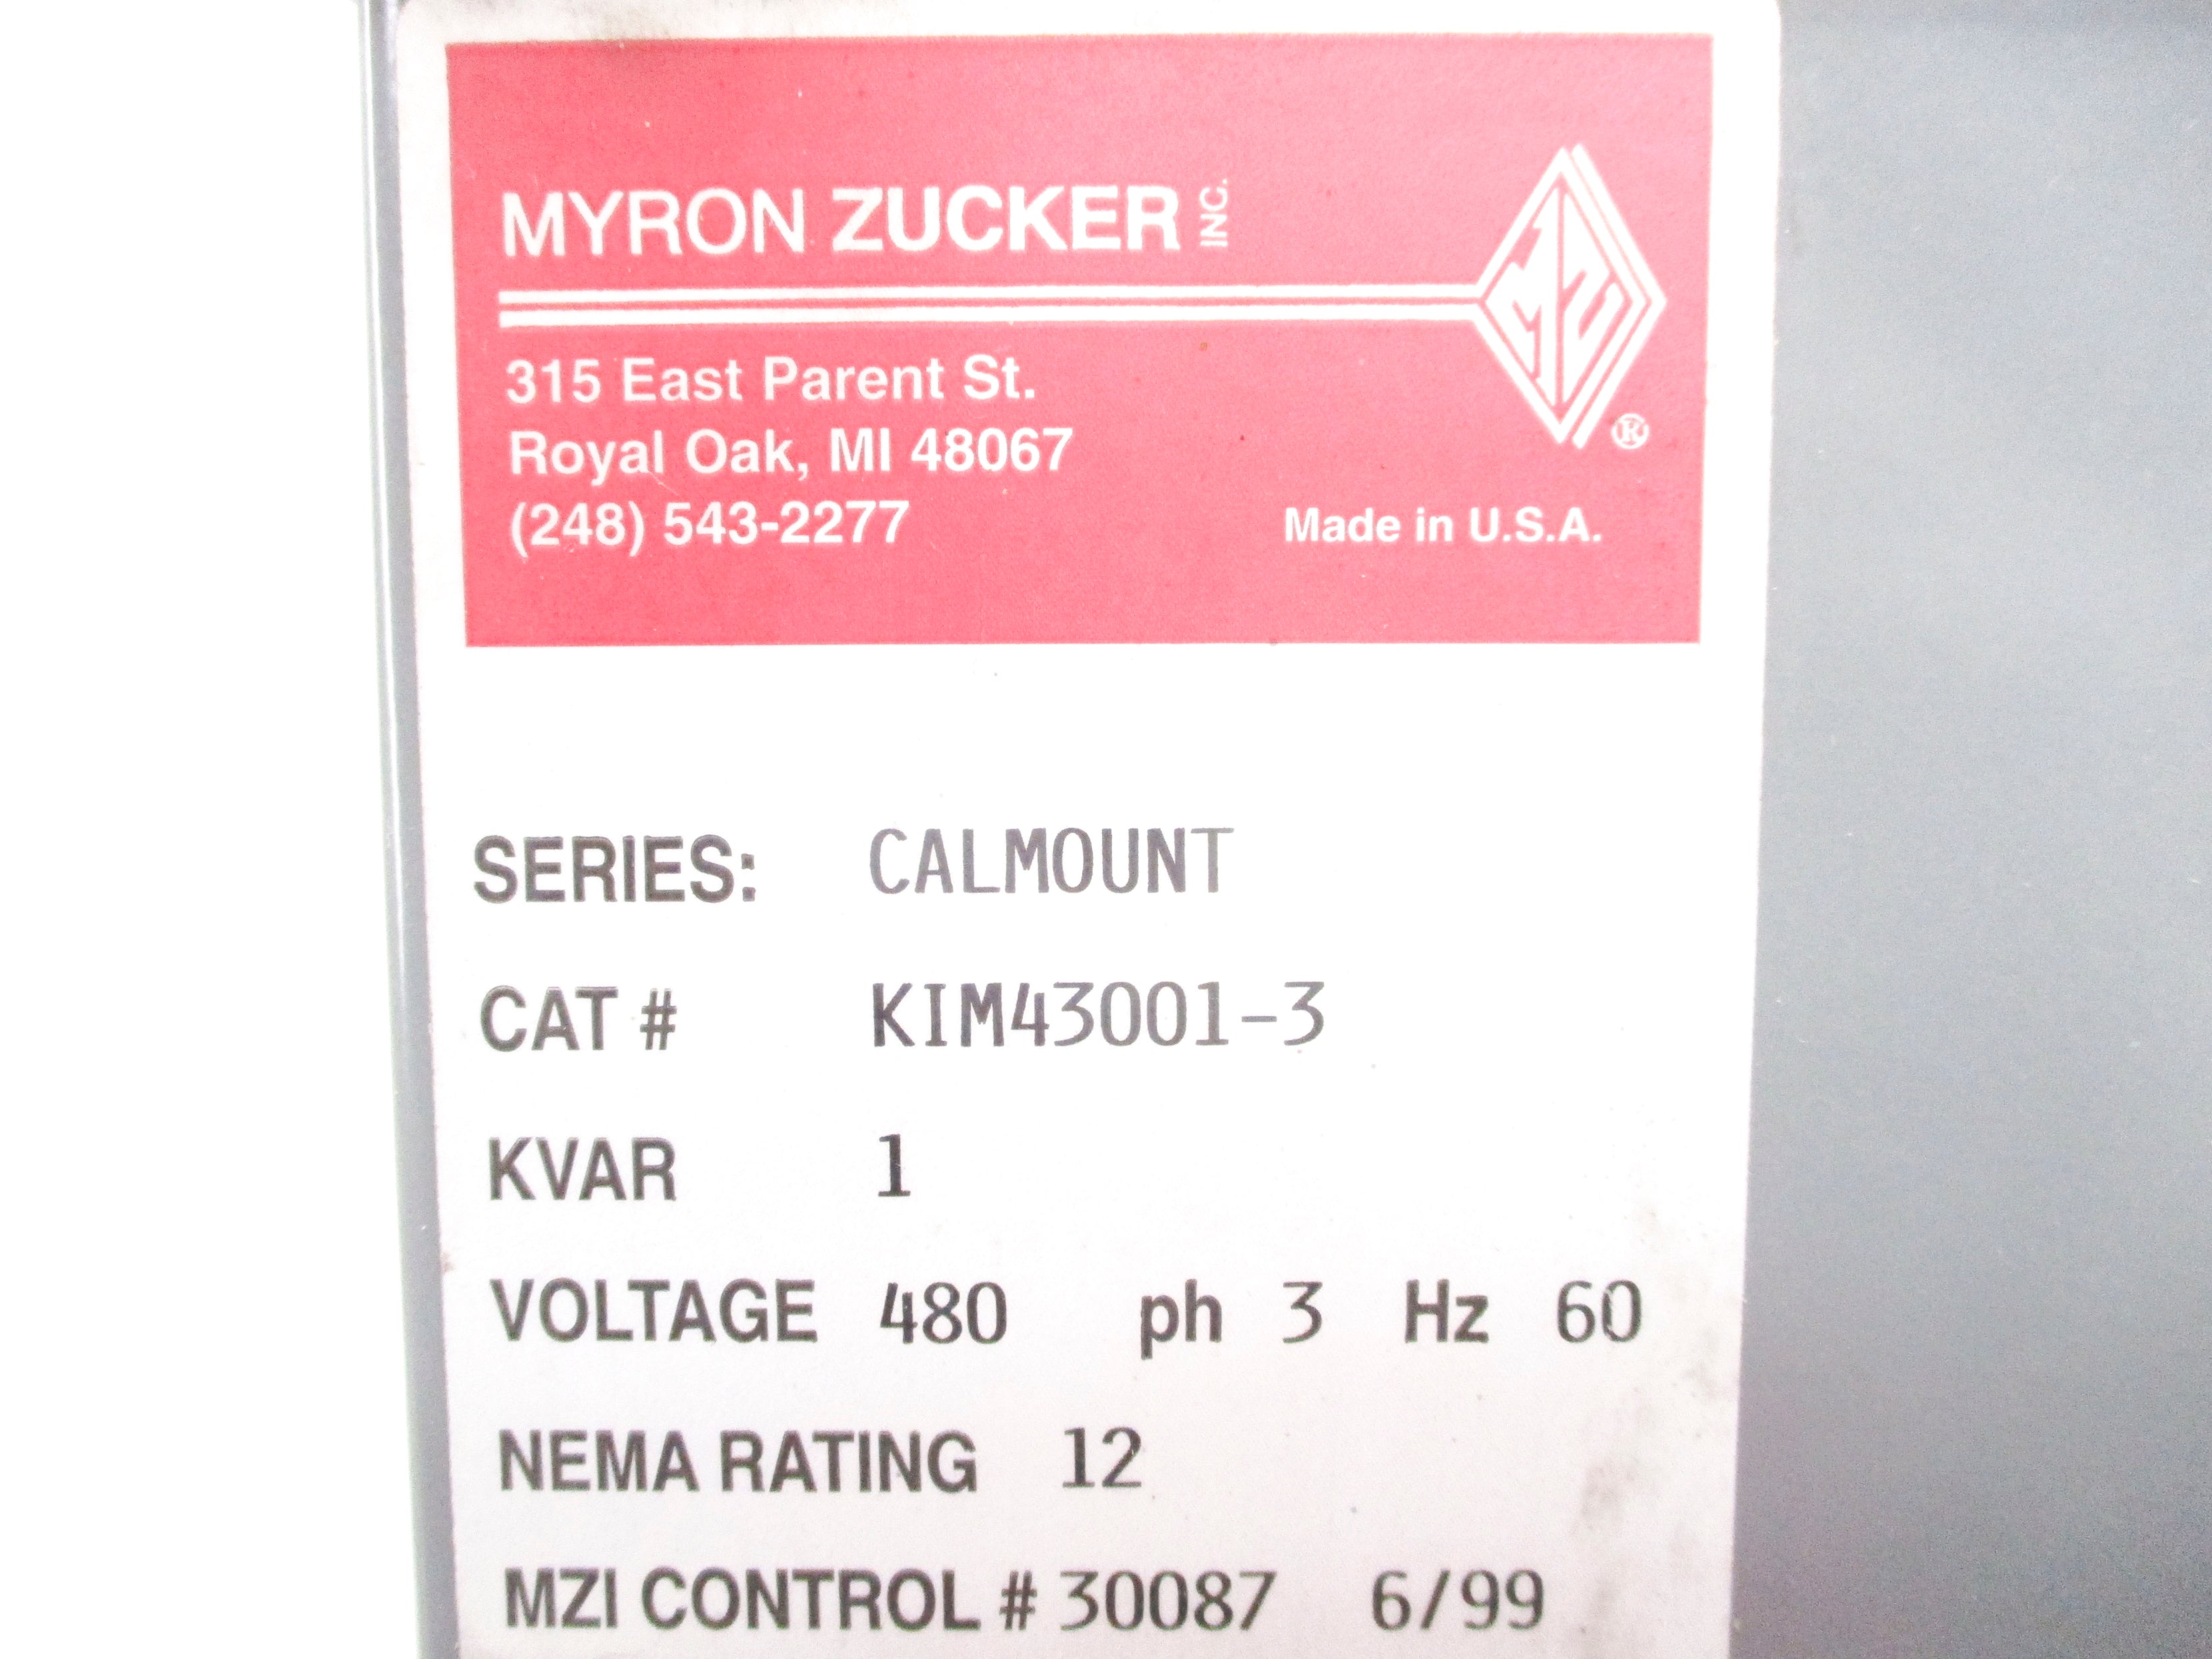 MYRON ZUCKER INC.
MZI
315 East Parent St.
Royal Oak, MI 48067
(248) 543-2277
Made in U.S.A.
SERIES: CALMOUNT
CAT # KIM43001-3
KVAR 1
VOLTAGE 480 ph 3 Hz 60
NEMA RATING 12
MZI CONTROL # 30087 6/99